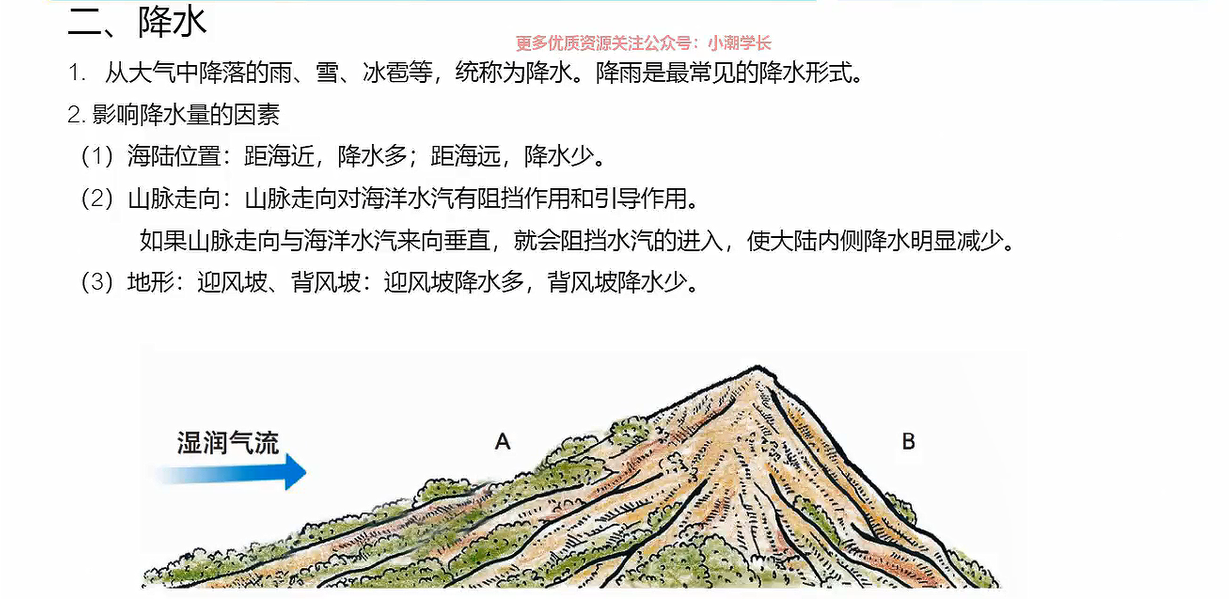 二、降水
更多优质资源关注公众号：小潮学长
1. 从大气中降落的雨、雪、冰雹等，统称为降水。降雨是最常见的降水形式。
2. 影响降水量的因素
（1）海陆位置：距海近，降水多；距海远，降水少。
（2）山脉走向：山脉走向对海洋水汽有阻挡作用和引导作用。
如果山脉走向与海洋水汽来向垂直，就会阻挡水汽的进入，使大陆内侧降水明显减少。
（3）地形：迎风坡、背风坡：迎风坡降水多，背风坡降水少。
湿润气流 A B